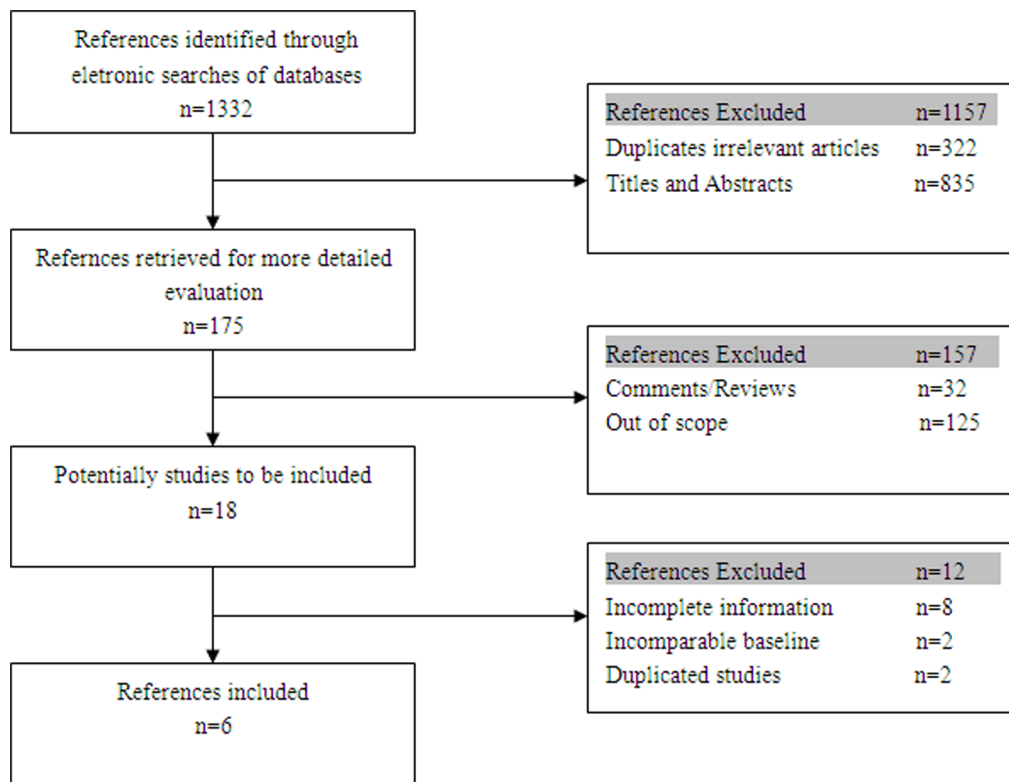 References identified through
eletronic searches of databases
n=1332
References Excluded n=1157
Duplicates irrelevant articles n=322
Titles and Abstracts n=835
Refernces retrieved for more detailed
evaluation
n=175
References Excluded n=157
Comments/Reviews n=32
Out of scope n=125
Potentially studies to be included
n=18
References Excluded n=12
Incomplete information n=8
Incomparable baseline n=2
Duplicated studies n=2
References included
n=6